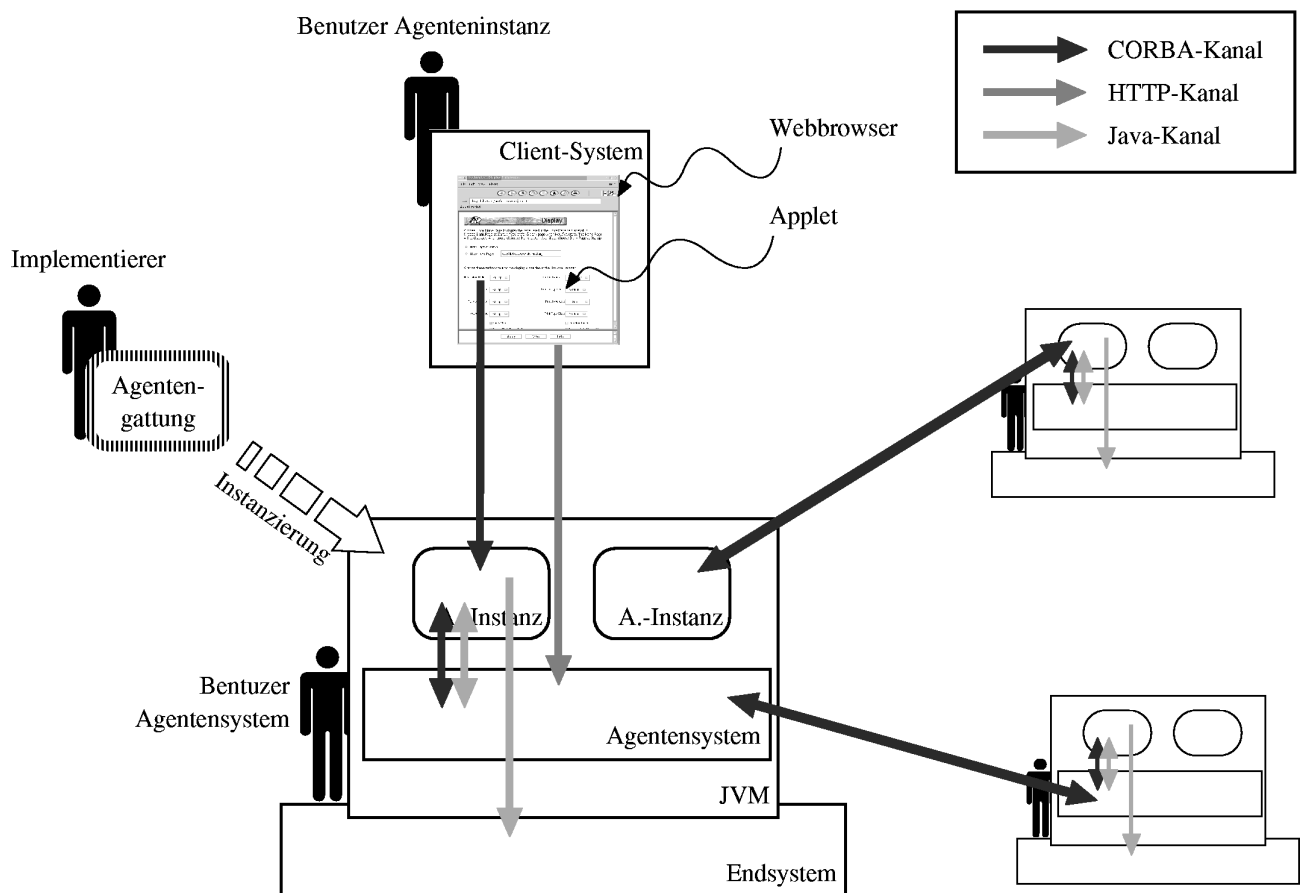 Benutzer Agenteninstanz
CORBA-Kanal
HTTP-Kanal
Java-Kanal
Webbrowser
Client-System
Display
Applet
Implementierer
Agenten-
gattung
Instanzierung
A.-Instanz
A.-Instanz
Bentuzer
Agentensystem
Agentensystem
JVM
Endsystem